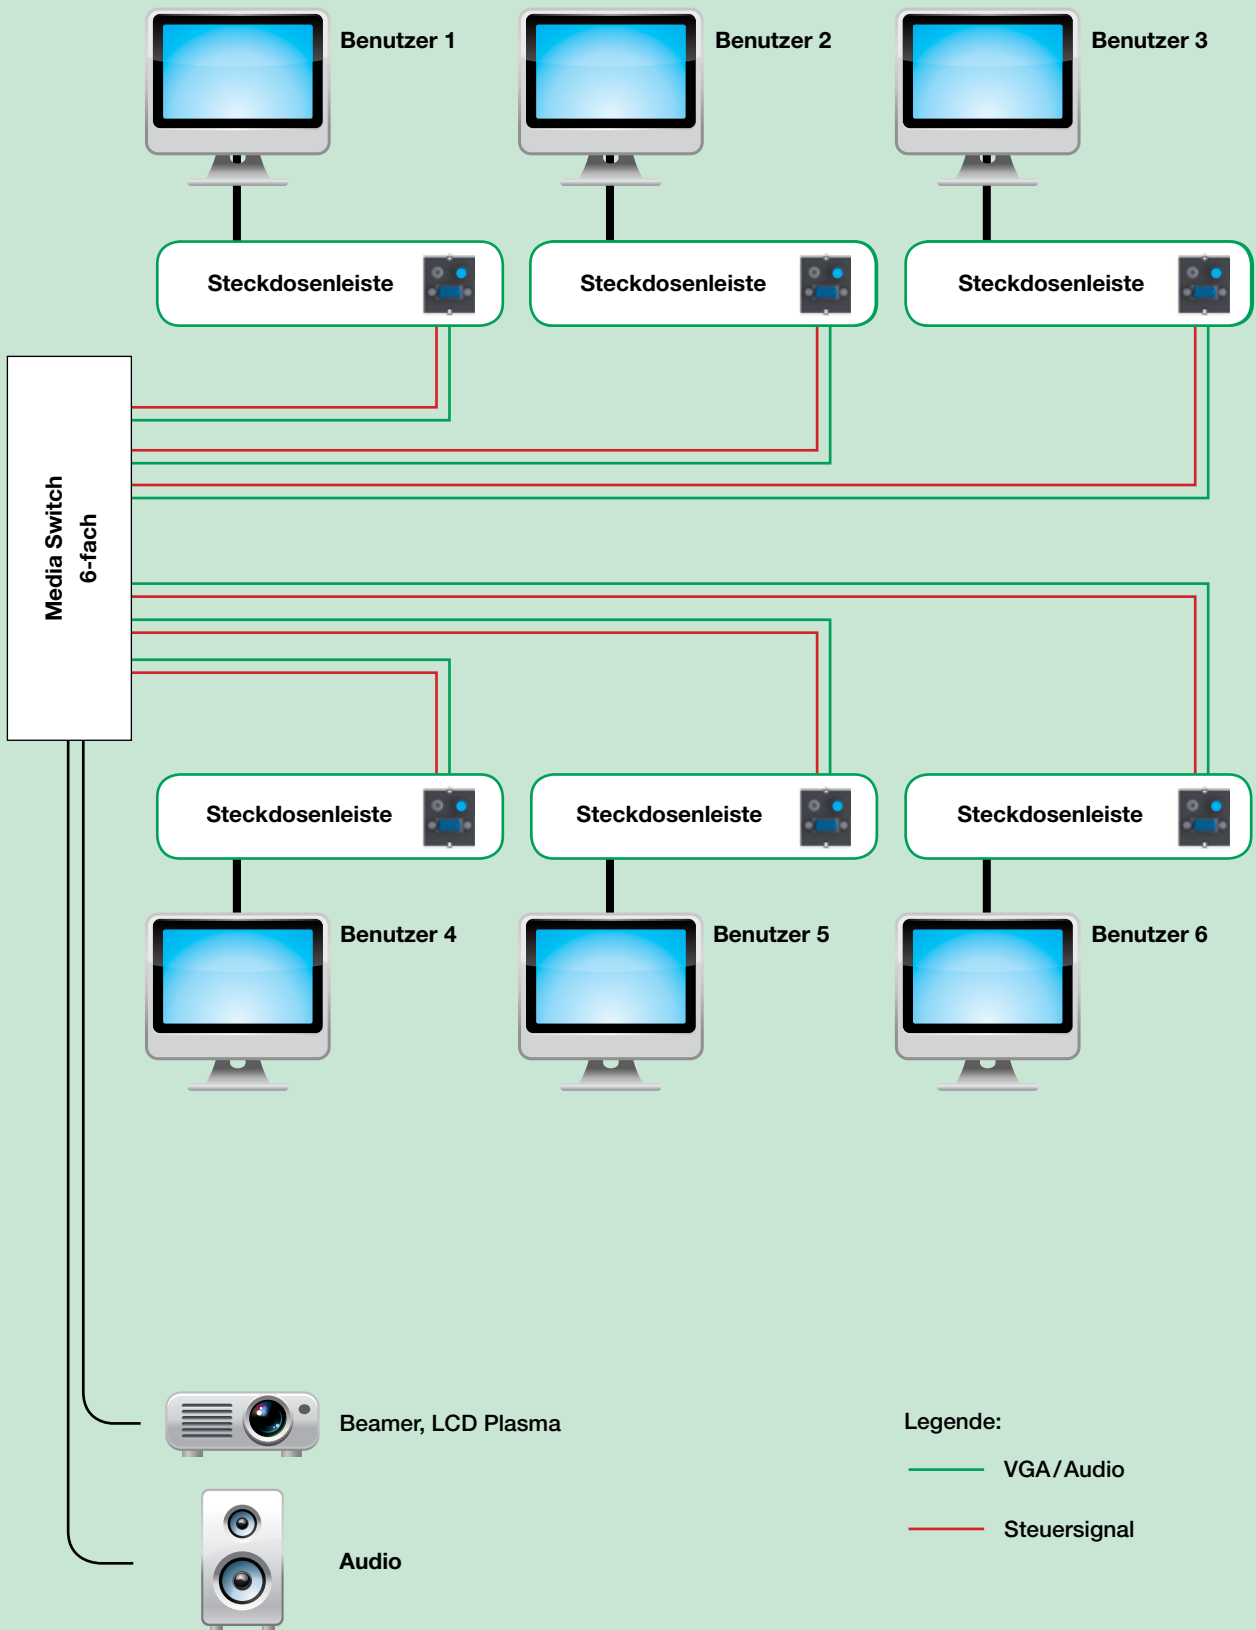 Benutzer 1
Benutzer 2
Benutzer 3
Steckdosenleiste
Steckdosenleiste
Steckdosenleiste
Media Switch
6-fach
Steckdosenleiste
Steckdosenleiste
Steckdosenleiste
Benutzer 4
Benutzer 5
Benutzer 6
Beamer, LCD Plasma
Audio
Legende:
VGA/Audio
Steuersignal